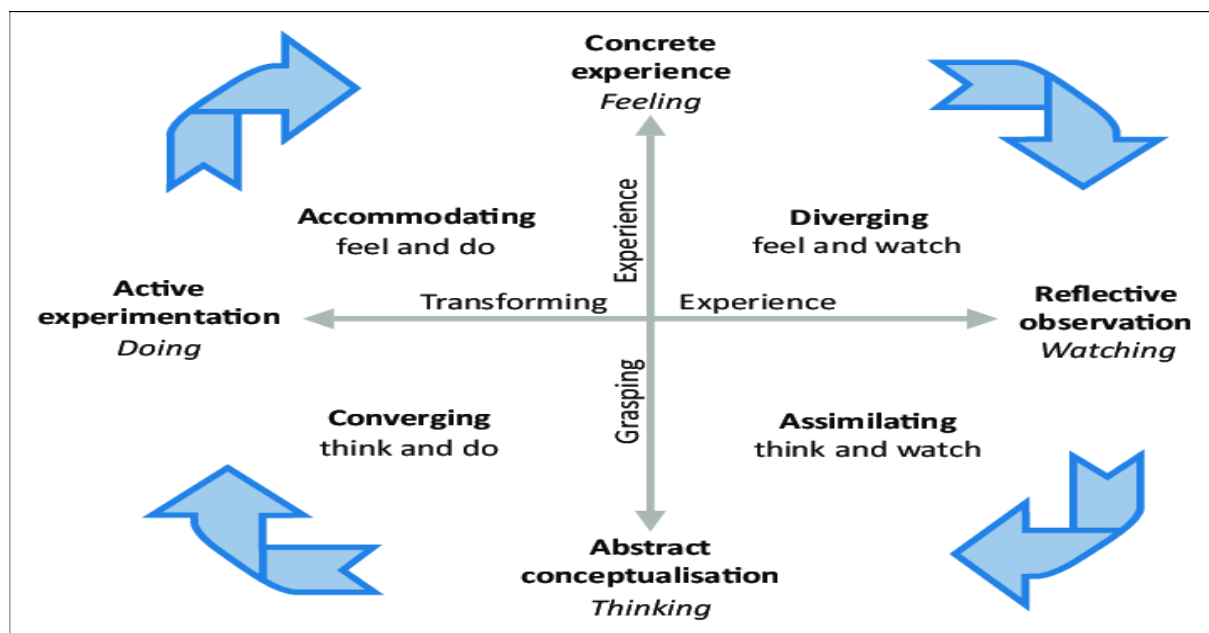 Concrete
experience
Feeling
Accommodating
feel and do
Experience
Diverging
feel and watch
Active
experimentation
Doing
Transforming
Experience
Reflective
observation
Watching
Grasping
Converging
think and do
Assimilating
think and watch
Abstract
conceptualisation
Thinking